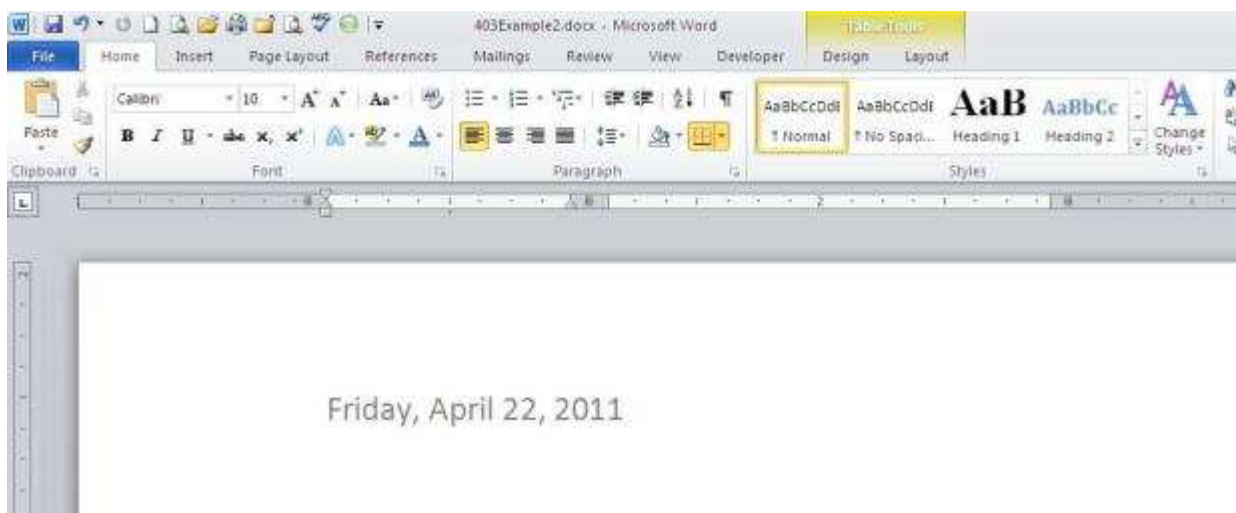 403Example2.docx - Microsoft Word
Table Tools
File Home Insert Page Layout References Mailings Review View Developer Design Layout
Calibri 10 A A Aa
Paste B I U abc x, x A
AaBbCcDdE AaBbCcDdE AaB AaBbCc
¶ Normal ¶ No Spaci... Heading 1 Heading 2
Change Styles
Clipboard Font Paragraph Styles
Friday, April 22, 2011